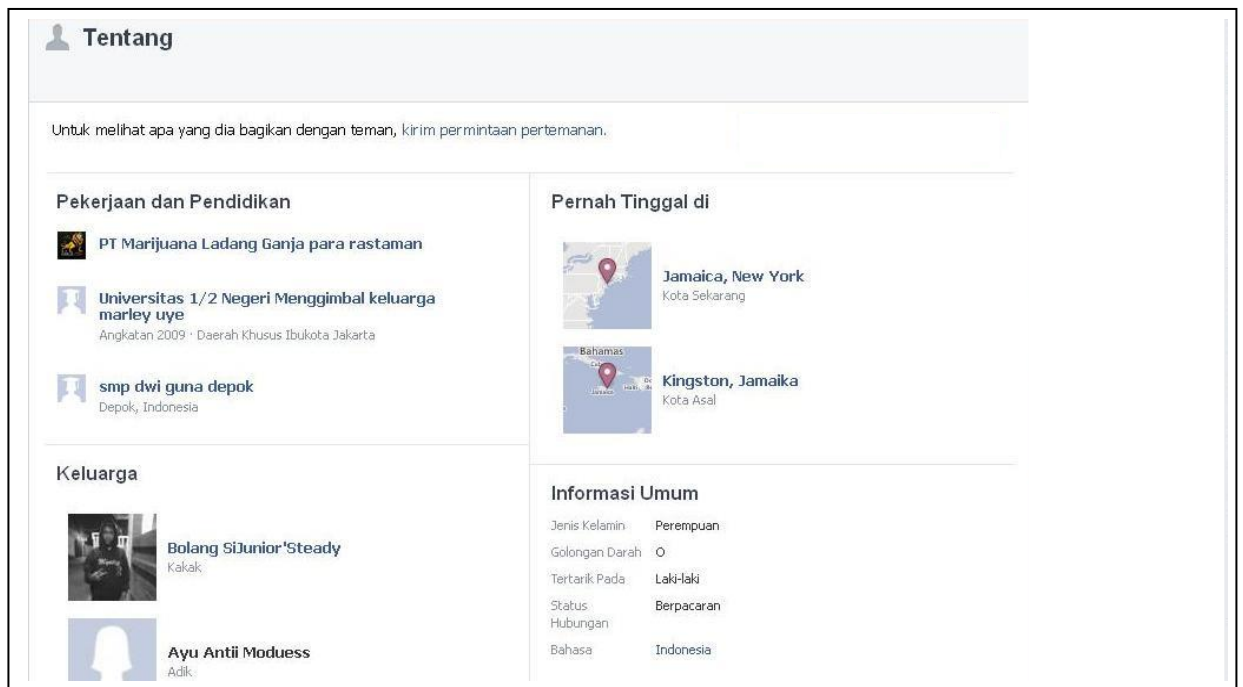 Tentang
Untuk melihat apa yang dia bagikan dengan teman, kirim permintaan pertemanan.
Pekerjaan dan Pendidikan
PT Marijuana Ladang Ganja para rastaman
Universitas 1/2 Negeri Menggimbal keluarga
marley uye
Angkatan 2009 · Daerah Khusus Ibukota Jakarta
smp dwi guna depok
Depok, Indonesia
Keluarga
Bolang SiJunior'Steady
Kakak
Ayu Antii Moduess
Adik
Pernah Tinggal di
Jamaica, New York
Kota Sekarang
Bahamas
Kingston, Jamaika
Kota Asal
Informasi Umum
Jenis Kelamin Perempuan
Golongan Darah O
Tertarik Pada Laki-laki
Status
Hubungan
Berpacaran
Bahasa Indonesia